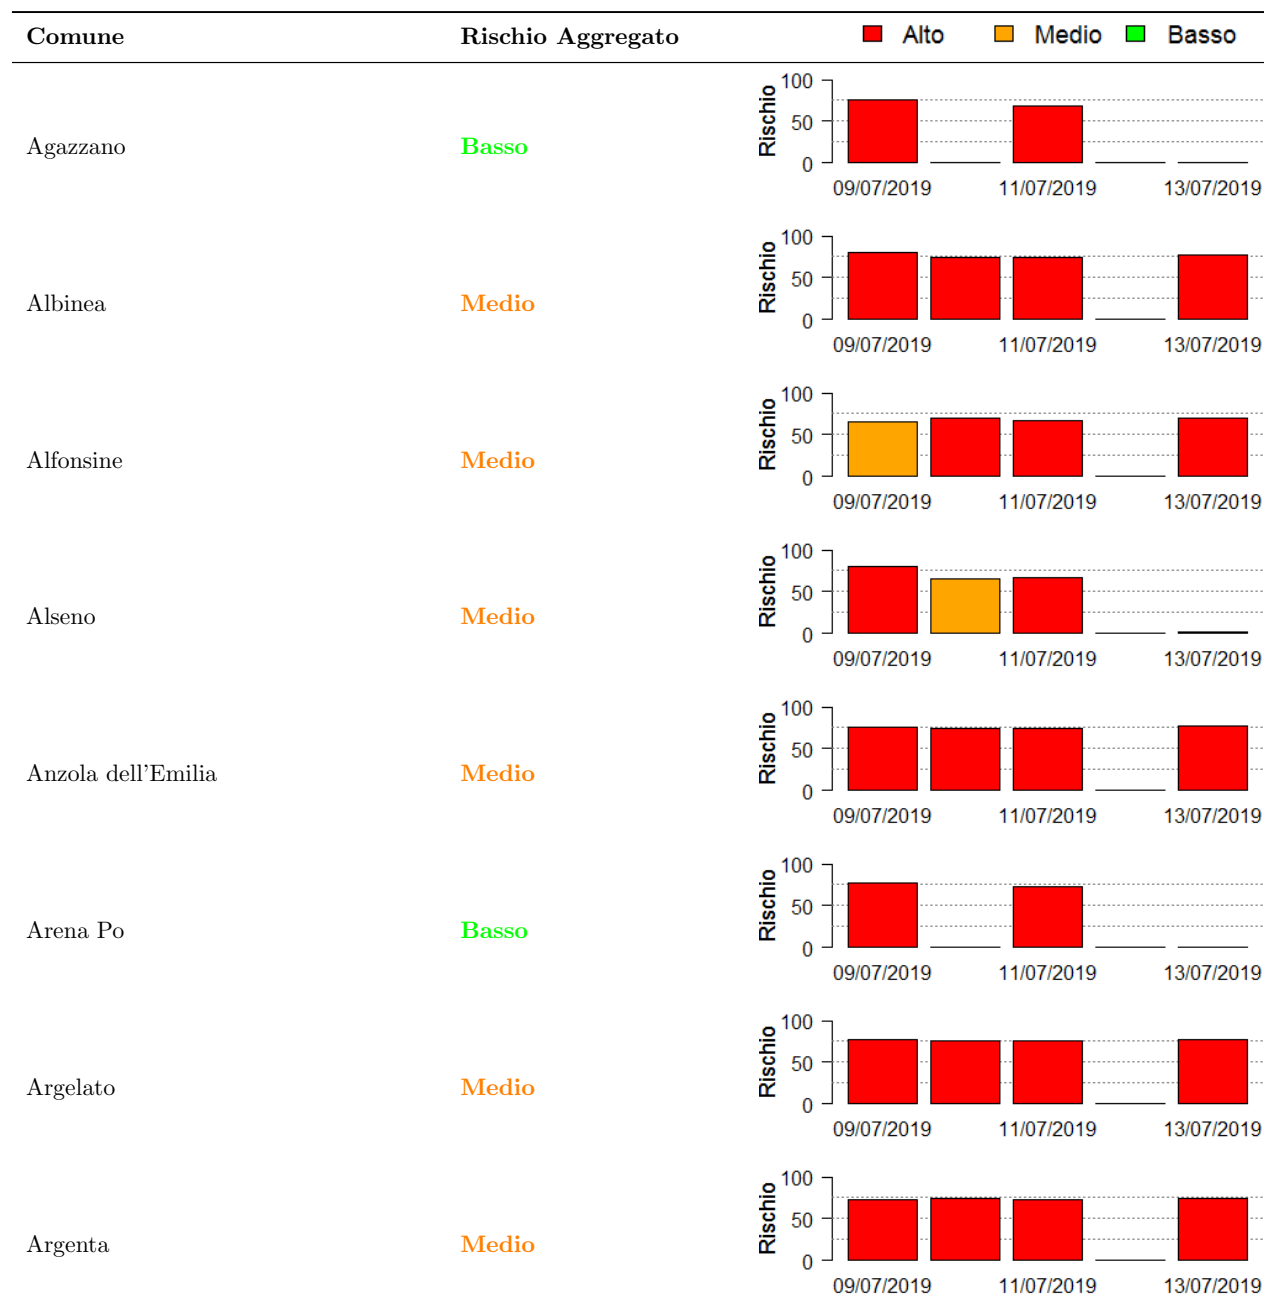 Comune Rischio Aggregato Alto Medio Basso
Agazzano Basso Rischio 100 50 0
09/07/2019 11/07/2019 13/07/2019
Albinea Medio Rischio 100 50 0
09/07/2019 11/07/2019 13/07/2019
Alfonsine Medio Rischio 100 50 0
09/07/2019 11/07/2019 13/07/2019
Alseno Medio Rischio 100 50 0
09/07/2019 11/07/2019 13/07/2019
Anzola dell'Emilia Medio Rischio 100 50 0
09/07/2019 11/07/2019 13/07/2019
Arena Po Basso Rischio 100 50 0
09/07/2019 11/07/2019 13/07/2019
Argelato Medio Rischio 100 50 0
09/07/2019 11/07/2019 13/07/2019
Argenta Medio Rischio 100 50 0
09/07/2019 11/07/2019 13/07/2019